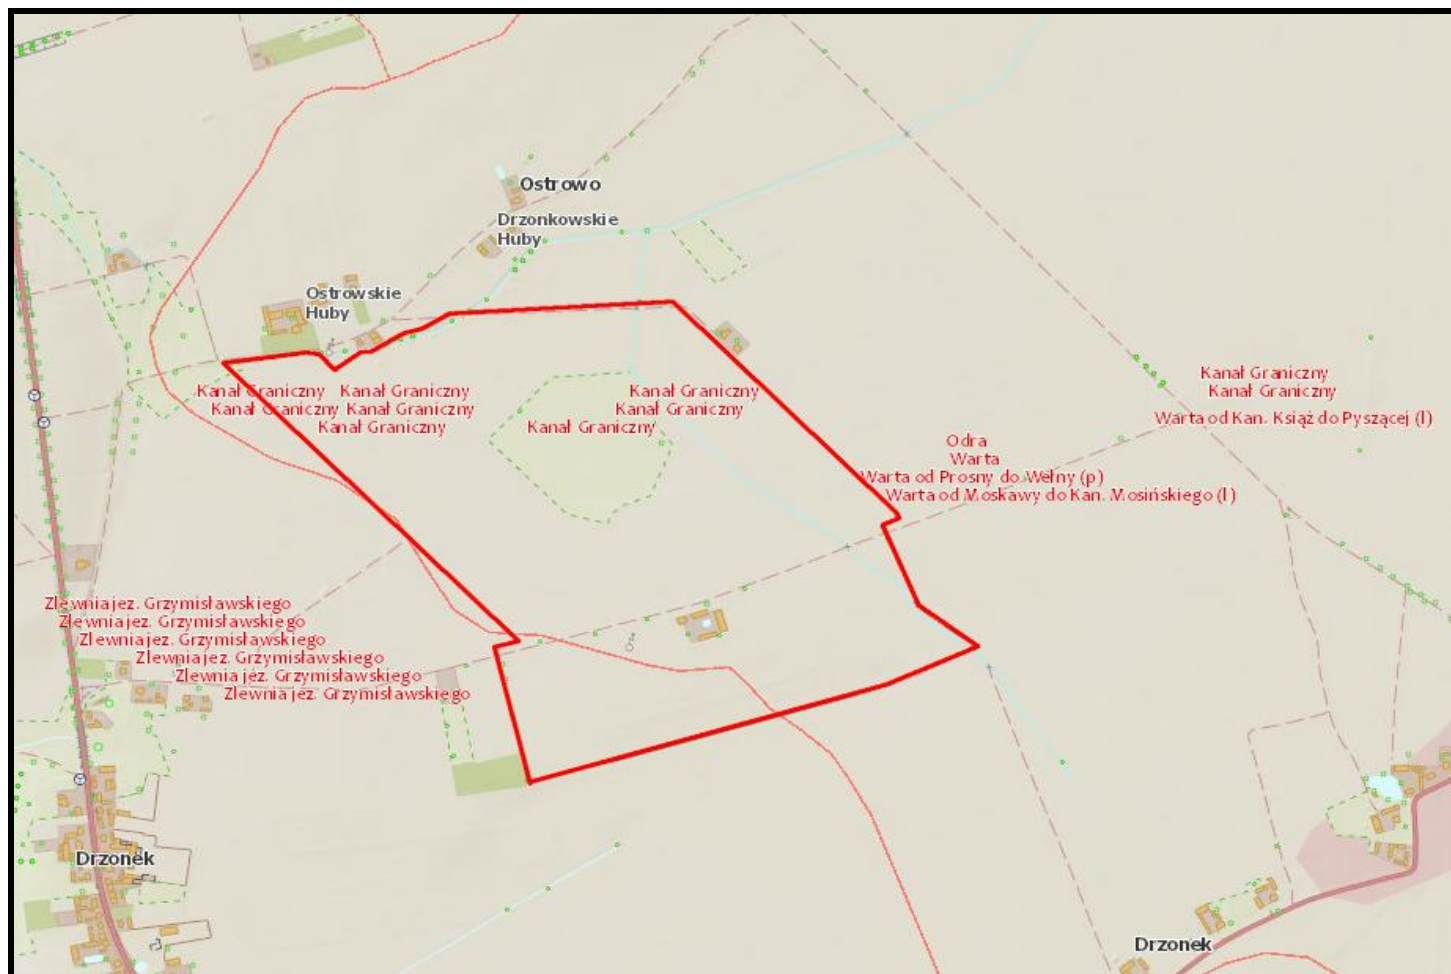 Ostrowo
Drzonkowskie
Huby
Ostrowskie
Huby
Kanał Graniczny
Kanał Graniczny
Kanał Graniczny
Kanał Graniczny
Kanał Graniczny
Kanał Graniczny
Kanał Graniczny
Kanał Graniczny
Kanał Graniczny
Kanał Graniczny
Warta od Kan. Książ do Pyszącej (l)
Odra
Warta
Warta od Prosny do Wełny (p)
Warta od Moskawy do Kan. Mosińskiego (l)
Zlewnia jez. Grzymisławskiego
Zlewnia jez. Grzymisławskiego
Zlewnia jez. Grzymisławskiego
Zlewnia jez. Grzymisławskiego
Zlewnia jez. Grzymisławskiego
Zlewnia jez. Grzymisławskiego
Drzonek
Drzonek